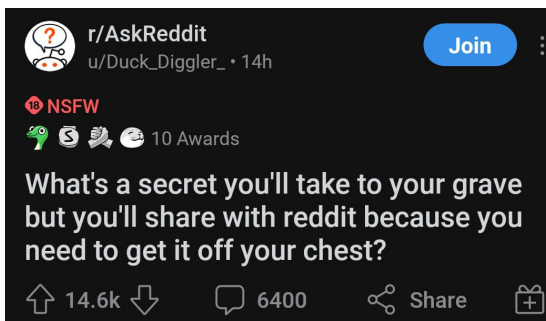 r/AskReddit
u/Duck_Diggler_ • 14h
Join
18 NSFW
10 Awards
What's a secret you'll take to your grave
but you'll share with reddit because you
need to get it off your chest?
14.6k 6400 Share